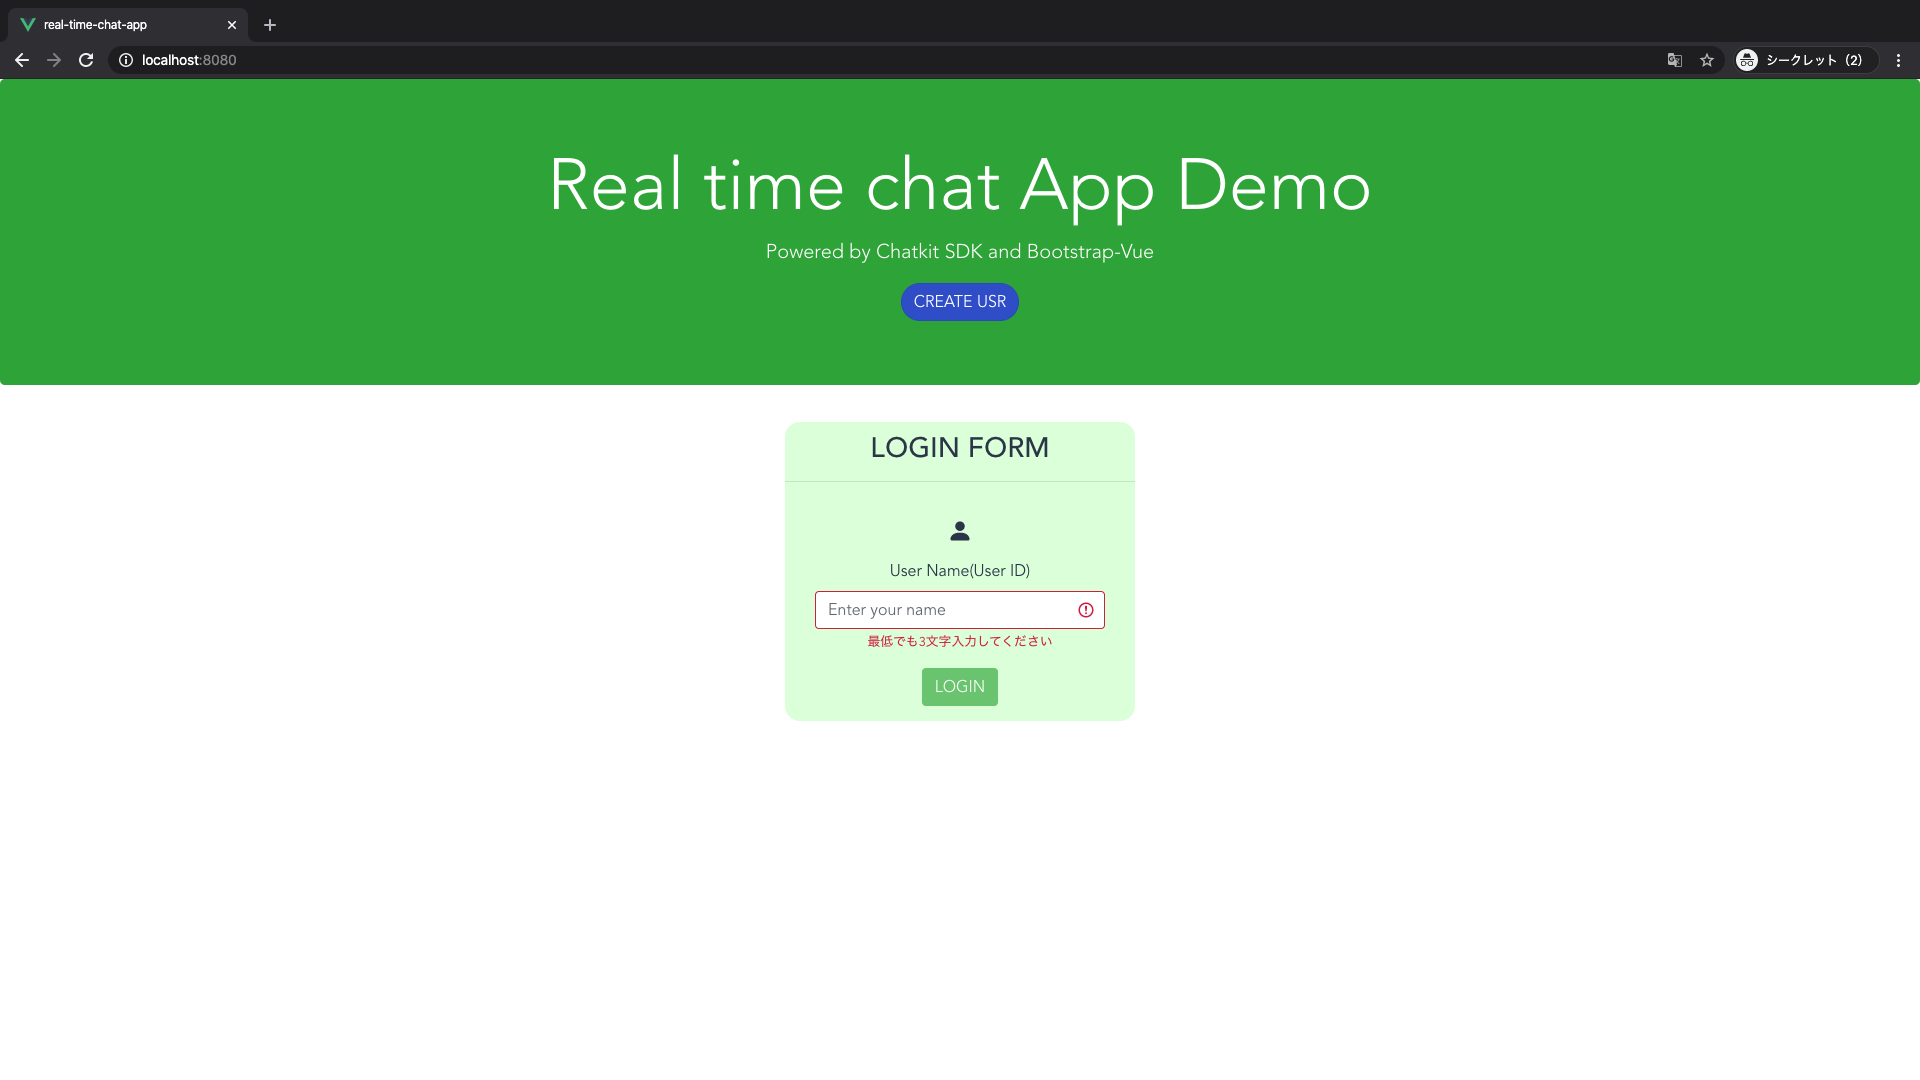 real-time-chat-app
localhost:8080
シークレット（2）
Real time chat App Demo
Powered by Chatkit SDK and Bootstrap-Vue
CREATE USR
LOGIN FORM
User Name(User ID)
Enter your name
最低でも3文字入力してください
LOGIN